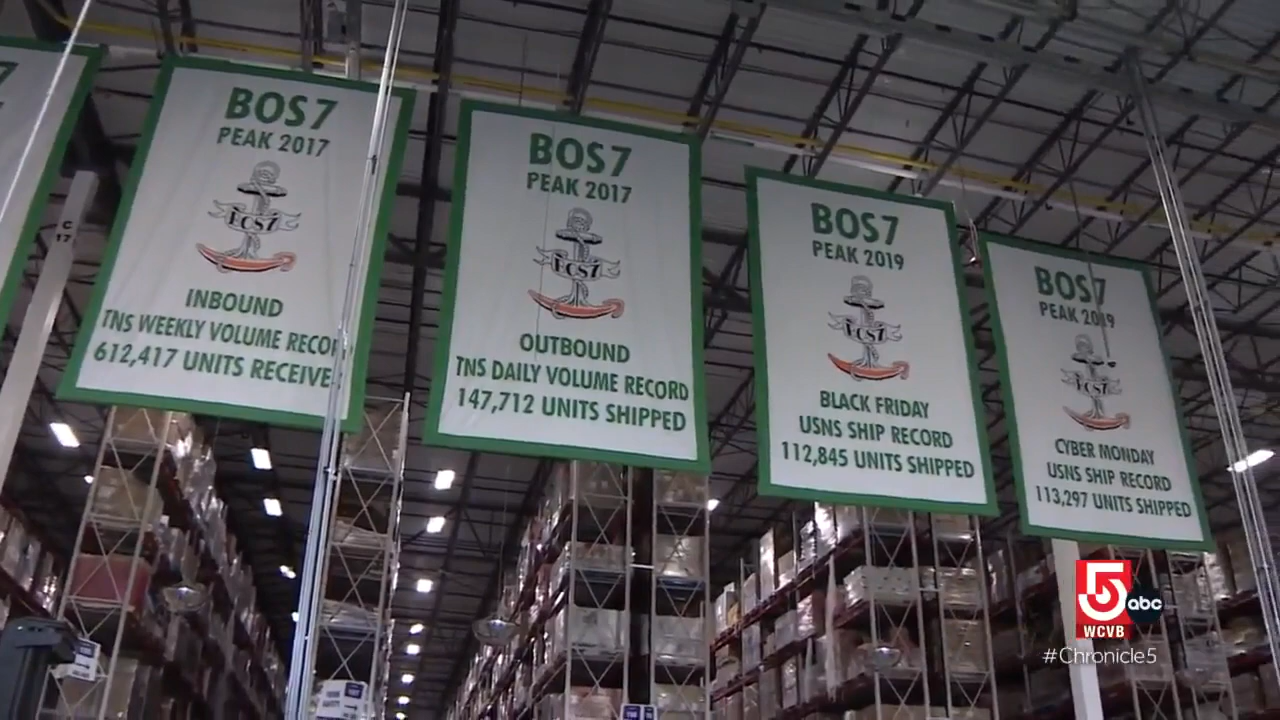 BOS7
PEAK 2017
BOS7
INBOUND
TNS WEEKLY VOLUME
612,417 UNITS
BOS7
PEAK 2017
BOS7
OUTBOUND
TNS DAILY VOLUME RECORD
147,712 UNITS SHIPPED
BOS7
PEAK 2019
BOS7
BLACK FRIDAY
USNS SHIP RECORD
112,845 UNITS SHIPPED
BOS7
PEAK 2019
BOS7
CYBER MONDAY
USNS SHIP RECORD
113,297 UNITS SHIPPED
C
17
5
abc
WCVB
#Chronicle5